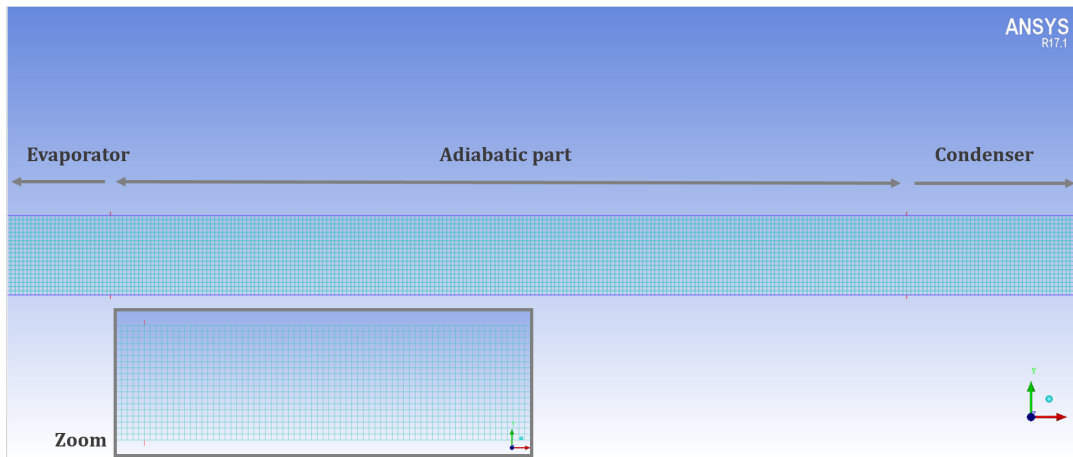 ANSYS
R17.1
Evaporator
Adiabatic part
Condenser
Zoom
Y